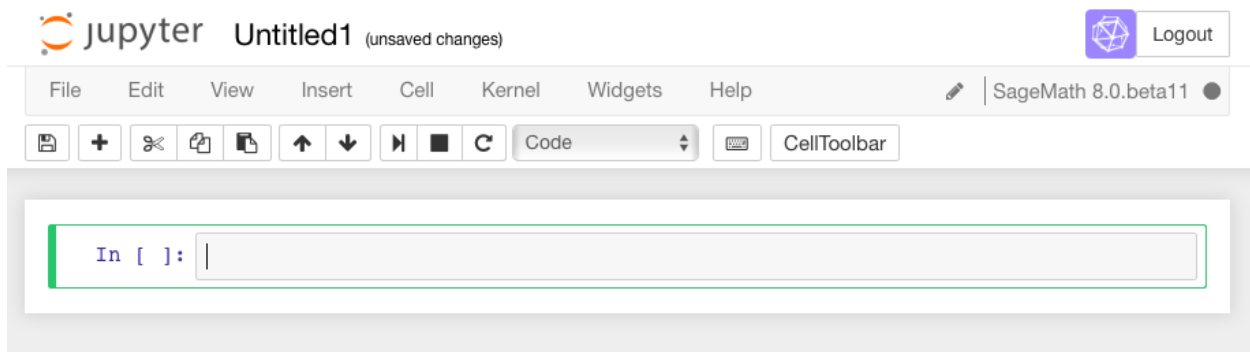 jupyter Untitled1 (unsaved changes) Logout
File Edit View Insert Cell Kernel Widgets Help SageMath 8.0.beta11
Code CellToolbar
In [ ]: